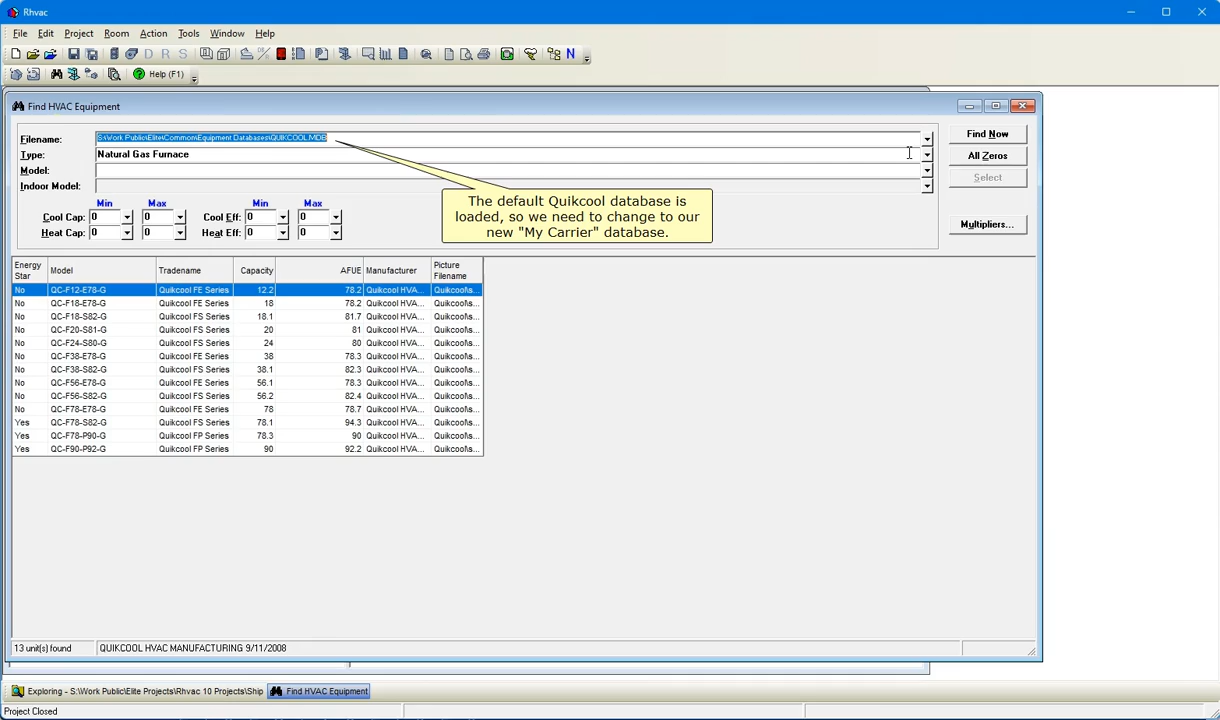 Rhvac
File Edit Project Room Action Tools Window Help
D R S N
Help (F1)
Find HVAC Equipment
Filename: S:\Work Public\Elite\Common\Equipment Databases\QUIKCOOL.MDB
Find Now
Type: Natural Gas Furnace
All Zeros
Model:
Select
Indoor Model:
Min Max Min Max
Cool Cap: 0 0 Cool Eff: 0 0
Multipliers...
Heat Cap: 0 0 Heat Eff: 0 0
The default Quikcool database is
loaded, so we need to change to our
new "My Carrier" database.
Energy Star Model Tradename Capacity AFUE Manufacturer Picture Filename
No QC-F12-E78-G Quikcool FE Series 12.2 78.2 Quikcool HVA... Quikcool\s...
No QC-F18-E78-G Quikcool FE Series 18 78.2 Quikcool HVA... Quikcool\s...
No QC-F18-S82-G Quikcool FS Series 18.1 81.7 Quikcool HVA... Quikcool\s...
No QC-F20-S81-G Quikcool FS Series 20 81 Quikcool HVA... Quikcool\s...
No QC-F24-S80-G Quikcool FS Series 24 80 Quikcool HVA... Quikcool\s...
No QC-F38-E78-G Quikcool FE Series 38 78.3 Quikcool HVA... Quikcool\s...
No QC-F38-S82-G Quikcool FS Series 38.1 82.3 Quikcool HVA... Quikcool\s...
No QC-F56-E78-G Quikcool FE Series 56.1 78.3 Quikcool HVA... Quikcool\s...
No QC-F56-S82-G Quikcool FS Series 56.2 82.4 Quikcool HVA... Quikcool\s...
No QC-F78-E78-G Quikcool FE Series 78 78.7 Quikcool HVA... Quikcool\s...
Yes QC-F78-S82-G Quikcool FS Series 78.1 94.3 Quikcool HVA... Quikcool\s...
Yes QC-F78-P90-G Quikcool FP Series 78.3 90 Quikcool HVA... Quikcool\s...
Yes QC-F90-P92-G Quikcool FP Series 90 92.2 Quikcool HVA... Quikcool\s...
13 unit(s) found QUIKCOOL HVAC MANUFACTURING 9/11/2008
Exploring - S:\Work Public\Elite Projects\Rhvac 10 Projects\Ship Find HVAC Equipment
Project Closed